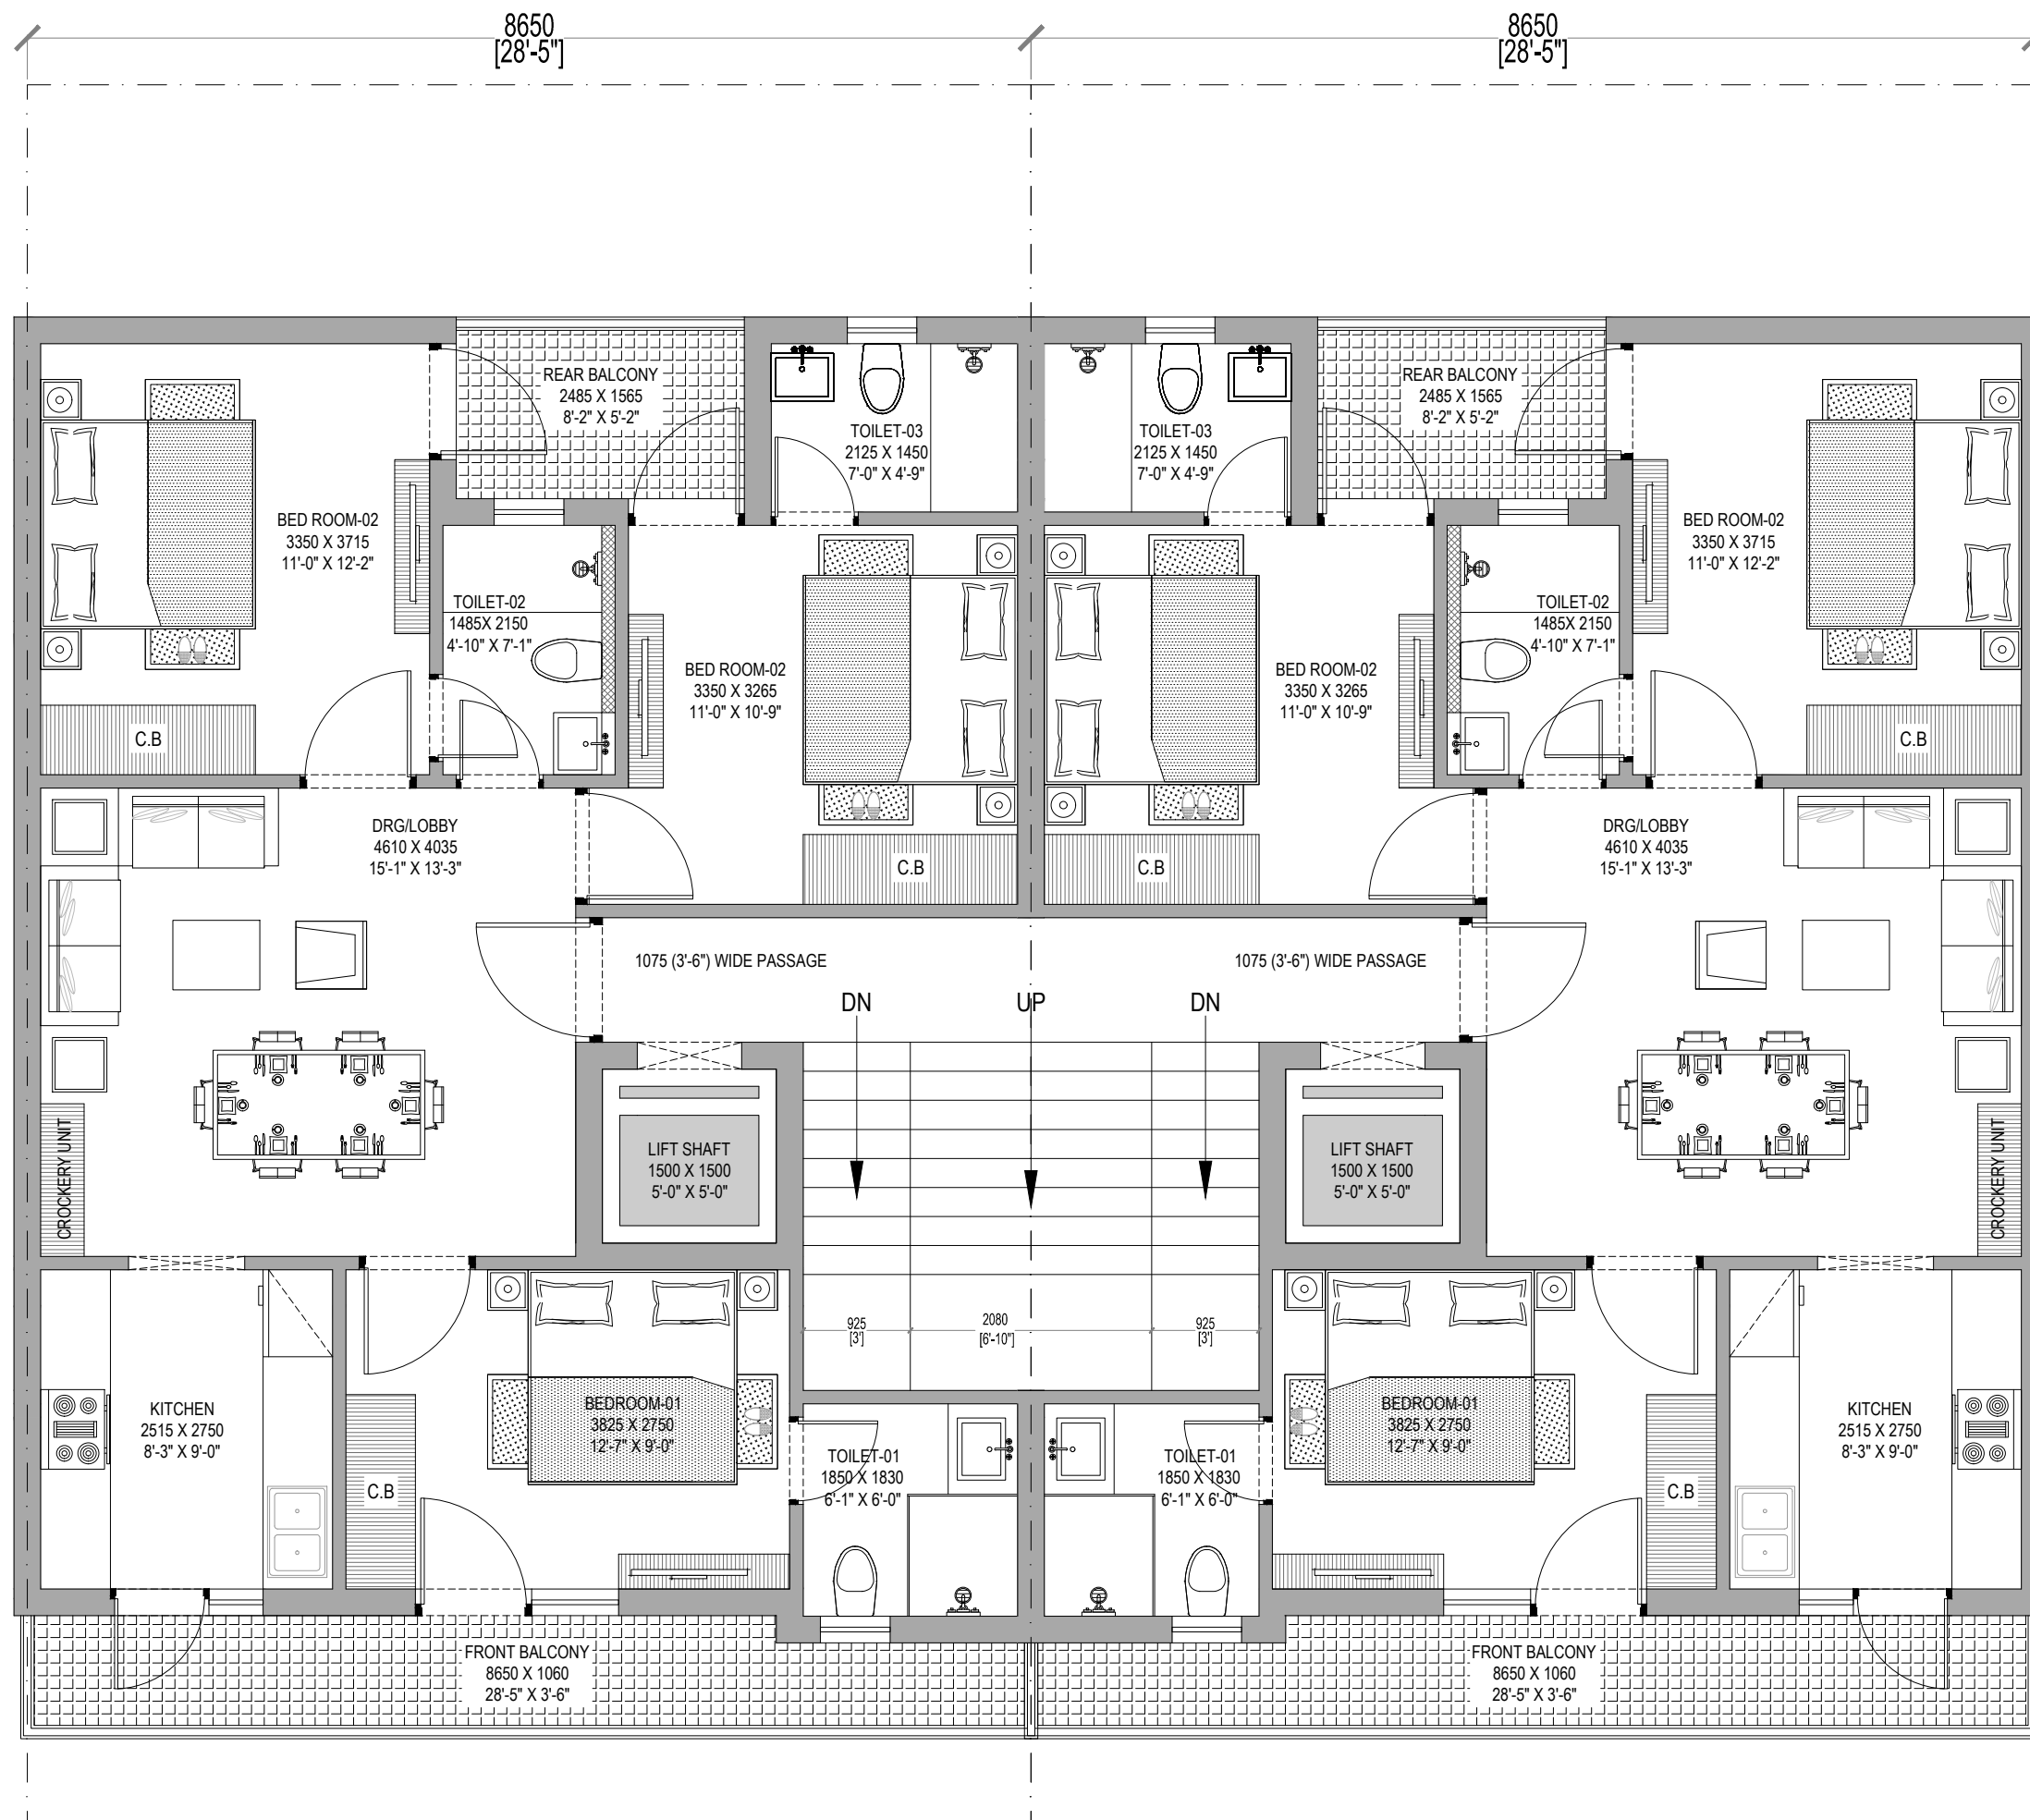 8650
[28'-5"]
8650
[28'-5"]
REAR BALCONY
2485 X 1565
8'-2" X 5'-2"
REAR BALCONY
2485 X 1565
8'-2" X 5'-2"
TOILET-03
2125 X 1450
7'-0" X 4'-9"
TOILET-03
2125 X 1450
7'-0" X 4'-9"
BED ROOM-02
3350 X 3715
11'-0" X 12'-2"
BED ROOM-02
3350 X 3715
11'-0" X 12'-2"
TOILET-02
1485X 2150
4'-10" X 7'-1"
TOILET-02
1485X 2150
4'-10" X 7'-1"
BED ROOM-02
3350 X 3265
11'-0" X 10'-9"
BED ROOM-02
3350 X 3265
11'-0" X 10'-9"
C.B
C.B
DRG/LOBBY
4610 X 4035
15'-1" X 13'-3"
DRG/LOBBY
4610 X 4035
15'-1" X 13'-3"
C.B
C.B
1075 (3'-6") WIDE PASSAGE
1075 (3'-6") WIDE PASSAGE
DN
UP
DN
LIFT SHAFT
1500 X 1500
5'-0" X 5'-0"
LIFT SHAFT
1500 X 1500
5'-0" X 5'-0"
CROCKERY UNIT
CROCKERY UNIT
925
[3']
2080
[6'-10"]
925
[3']
KITCHEN
2515 X 2750
8'-3" X 9'-0"
BEDROOM-01
3825 X 2750
12'-7" X 9'-0"
BEDROOM-01
3825 X 2750
12'-7" X 9'-0"
KITCHEN
2515 X 2750
8'-3" X 9'-0"
TOILET-01
1850 X 1830
6'-1" X 6'-0"
TOILET-01
1850 X 1830
6'-1" X 6'-0"
C.B
C.B
FRONT BALCONY
8650 X 1060
28'-5" X 3'-6"
FRONT BALCONY
8650 X 1060
28'-5" X 3'-6"